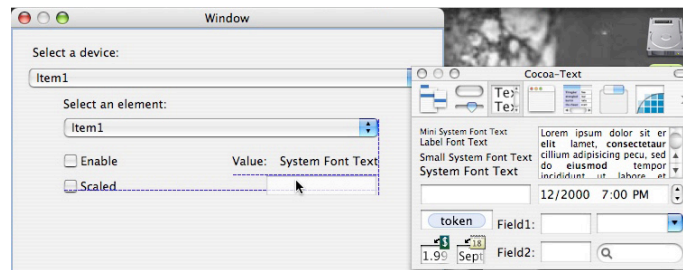 Window
Select a device:
Item1
Select an element:
Item1
Enable
Value: System Font Text
Scaled
Cocoa-Text
Text
Text
Mini System Font Text
Label Font Text
Small System Font Text
System Font Text
Lorem ipsum dolor sit er
elit lamet, consectetaur
cillium adipisicing pecu, sed
do eiusmod tempor
incididunt ut labore et
12/2000 7:00 PM
token
Field1:
18
1.99 Sept
Field2: